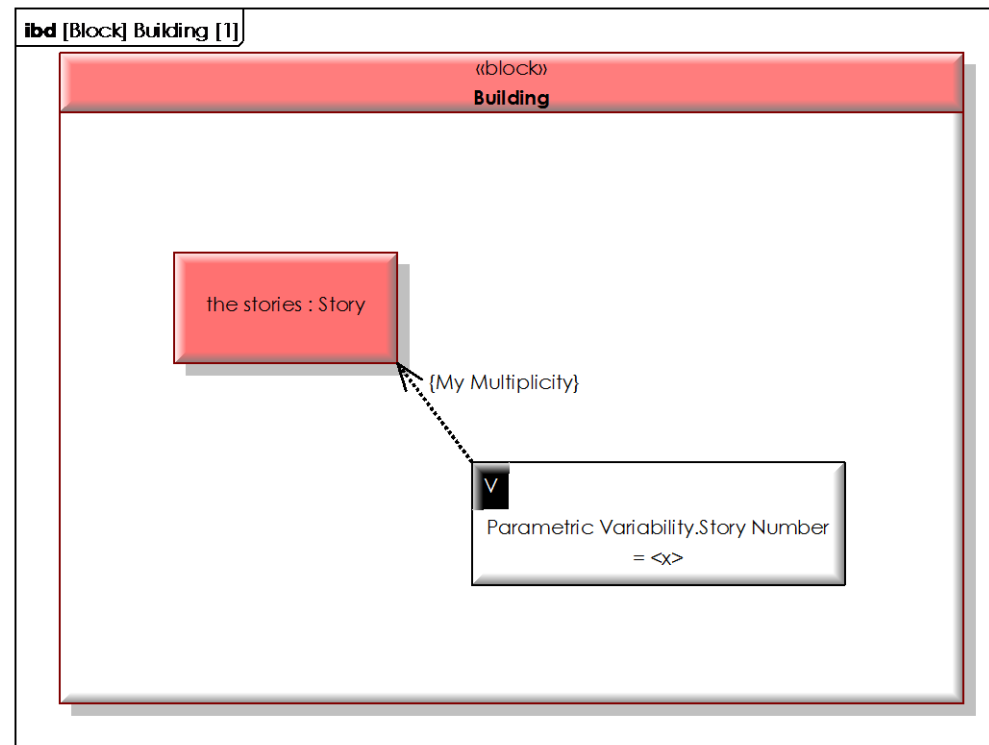 ibd [Block] Building [1]
«block»
Building
the stories : Story
{My Multiplicity}
V
Parametric Variability.Story Number
= <x>